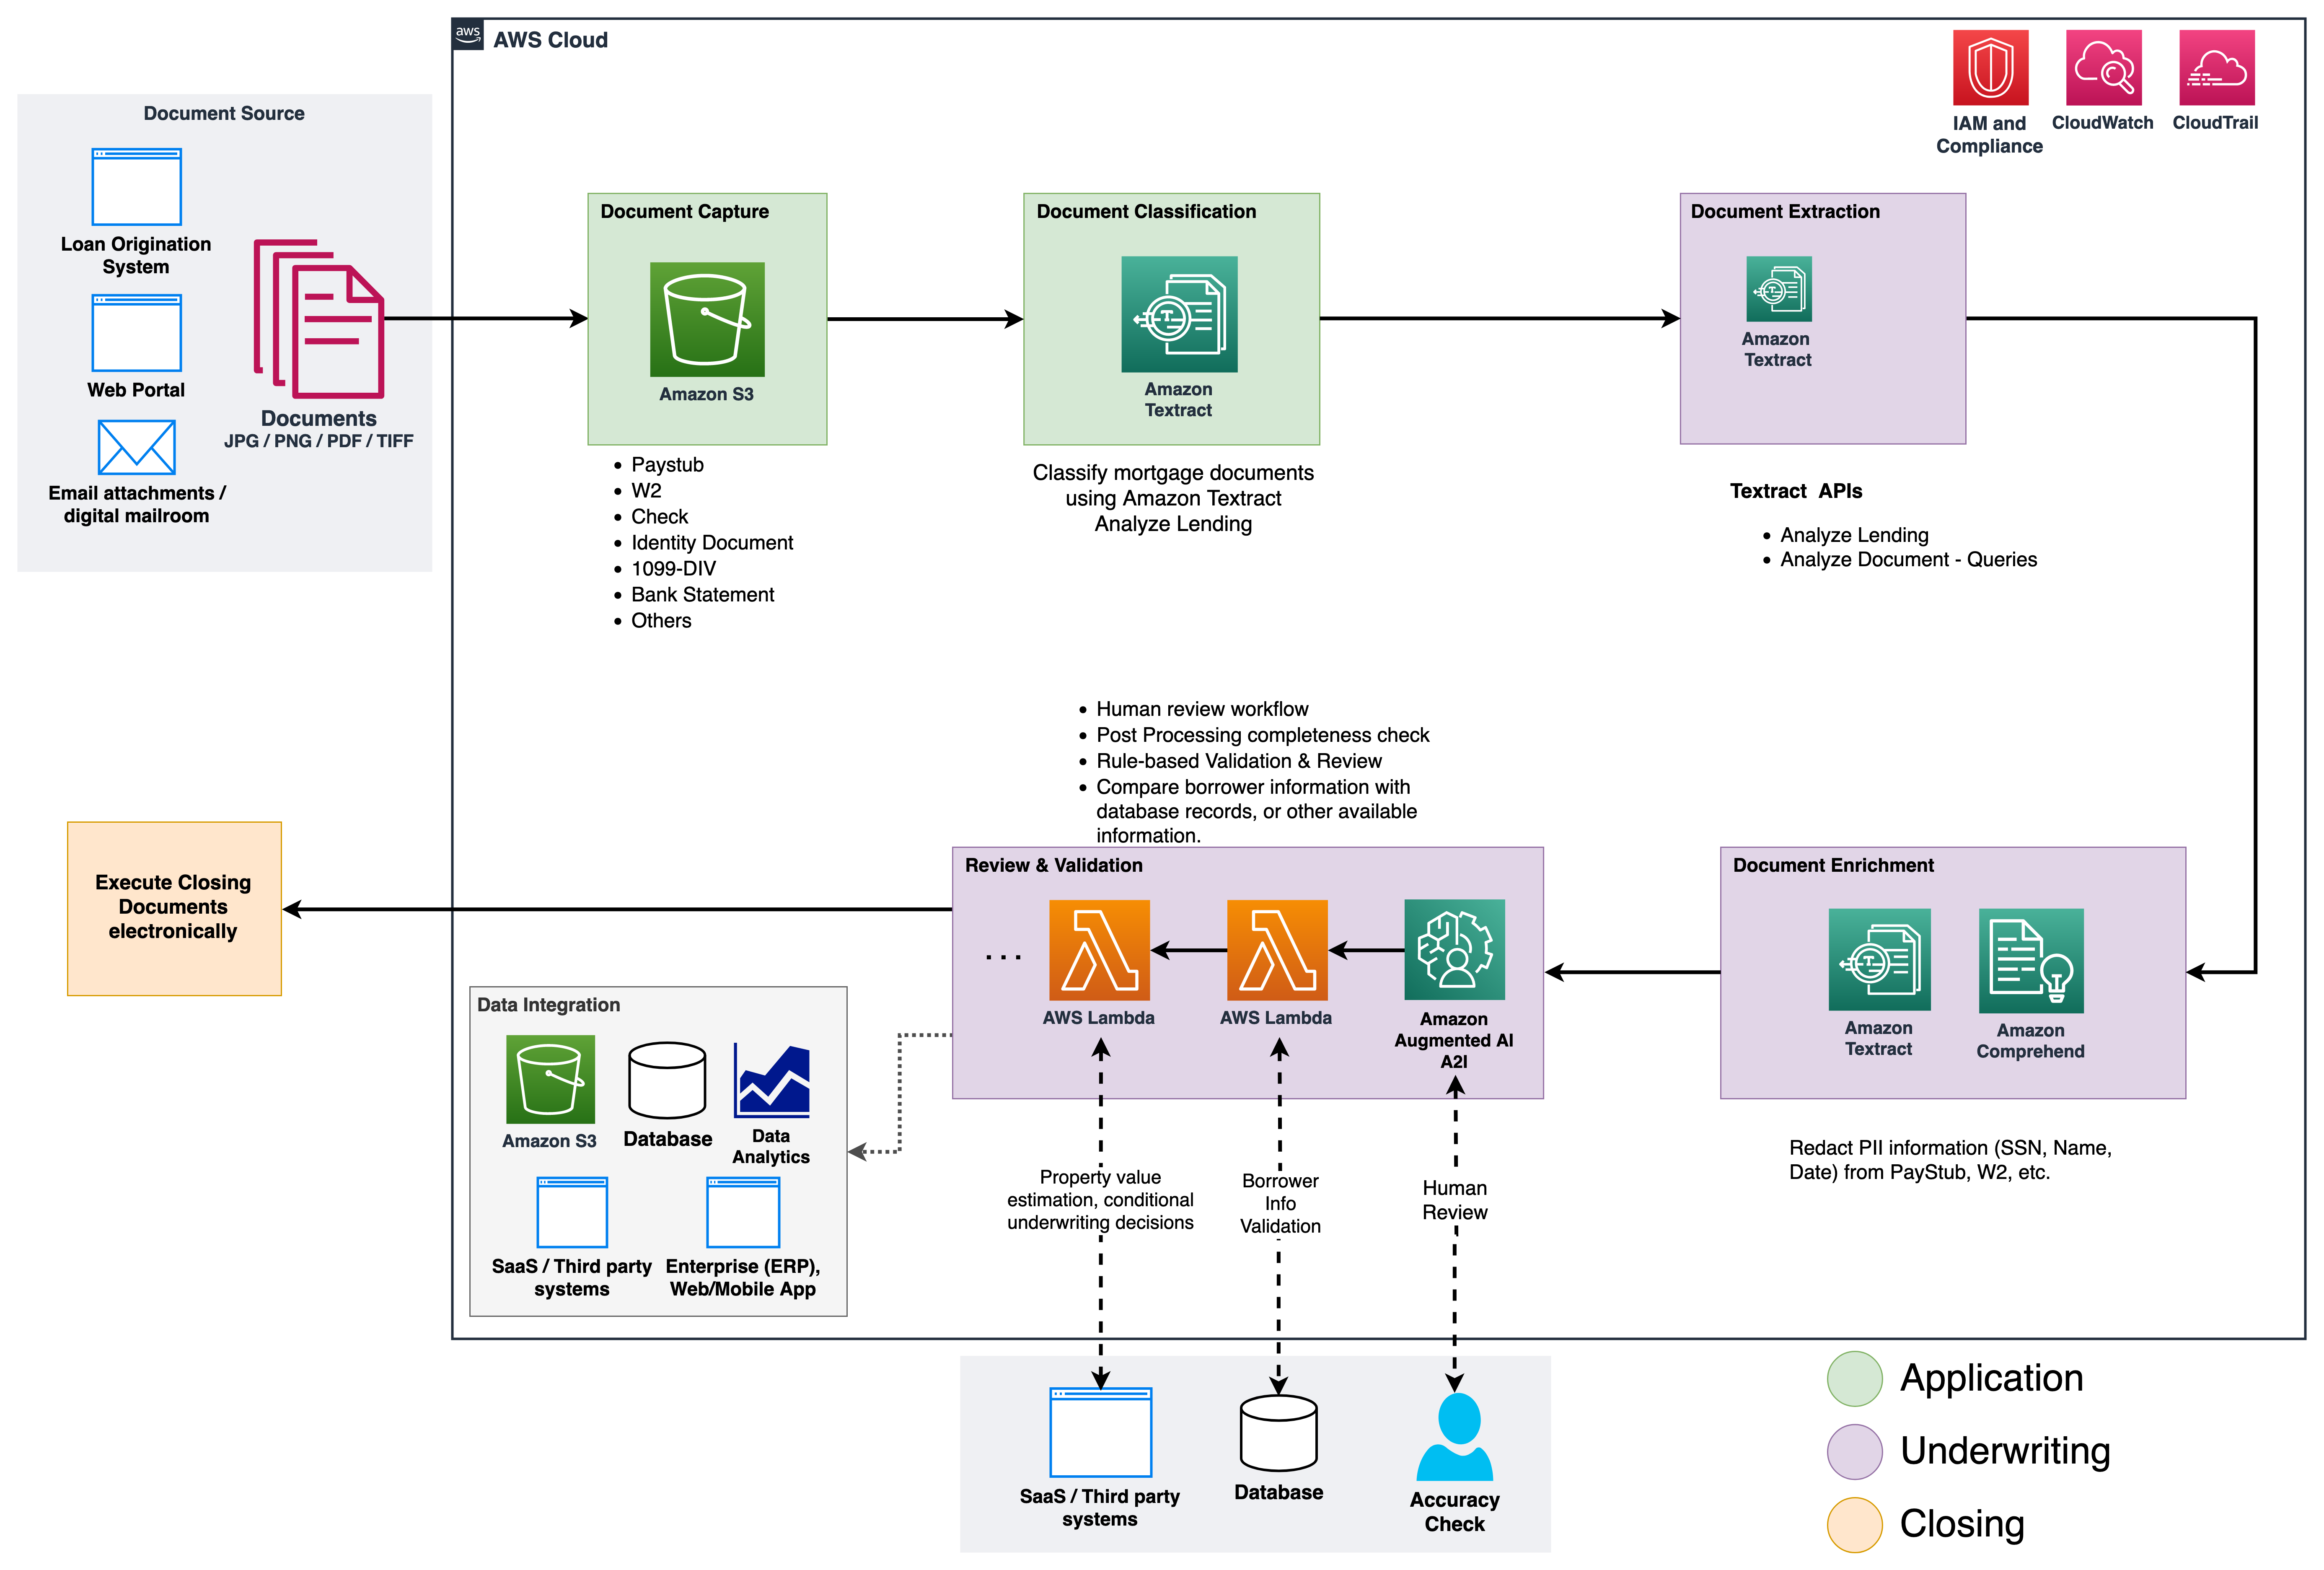 aws
AWS Cloud
IAM and
Compliance
CloudWatch
CloudTrail
Document Source
Loan Origination
System
Web Portal
Email attachments /
digital mailroom
Documents
JPG / PNG / PDF / TIFF
Document Capture
Amazon S3
• Paystub
• W2
• Check
• Identity Document
• 1099-DIV
• Bank Statement
• Others
Document Classification
Amazon
Textract
Classify mortgage documents
using Amazon Textract
Analyze Lending
Document Extraction
Amazon
Textract
Textract APIs
• Analyze Lending
• Analyze Document - Queries
Document Enrichment
Amazon
Textract
Amazon
Comprehend
Redact PII information (SSN, Name,
Date) from PayStub, W2, etc.
• Human review workflow
• Post Processing completeness check
• Rule-based Validation & Review
• Compare borrower information with
database records, or other available
information.
Review & Validation
...
AWS Lambda
AWS Lambda
Amazon
Augmented AI
A2I
Execute Closing
Documents
electronically
Data Integration
Amazon S3
Database
Data
Analytics
SaaS / Third party
systems
Enterprise (ERP),
Web/Mobile App
Property value
estimation, conditional
underwriting decisions
Borrower
Info
Validation
Human
Review
SaaS / Third party
systems
Database
Accuracy
Check
Application
Underwriting
Closing